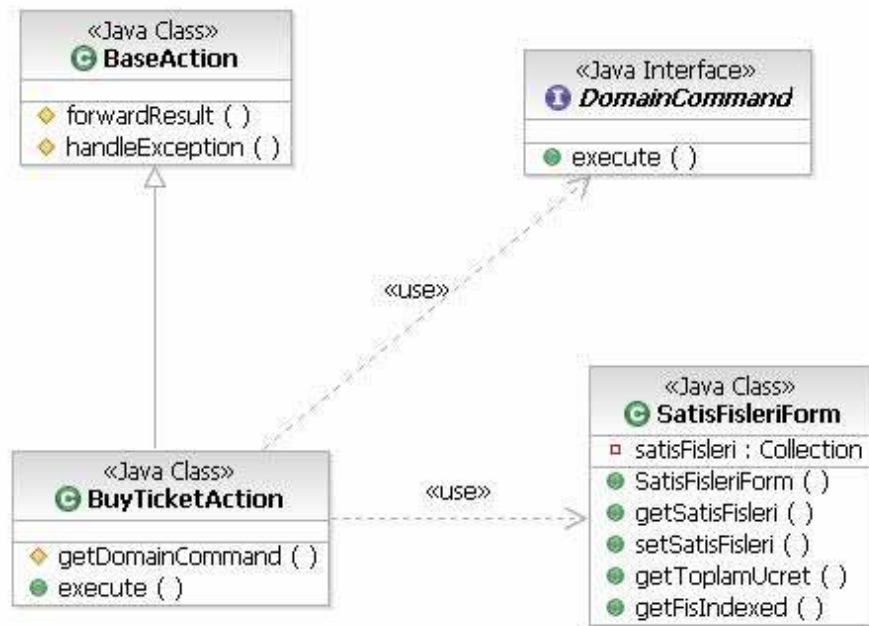 «Java Class»
BaseAction
forwardResult ( )
handleException ( )
«Java Interface»
DomainCommand
execute ( )
«use»
«Java Class»
BuyTicketAction
getDomainCommand ( )
execute ( )
«use»
«Java Class»
SatisFisleriForm
satisFisleri : Collection
SatisFisleriForm ( )
getSatisFisleri ( )
setSatisFisleri ( )
getToplamUcret ( )
getFisIndexed ( )